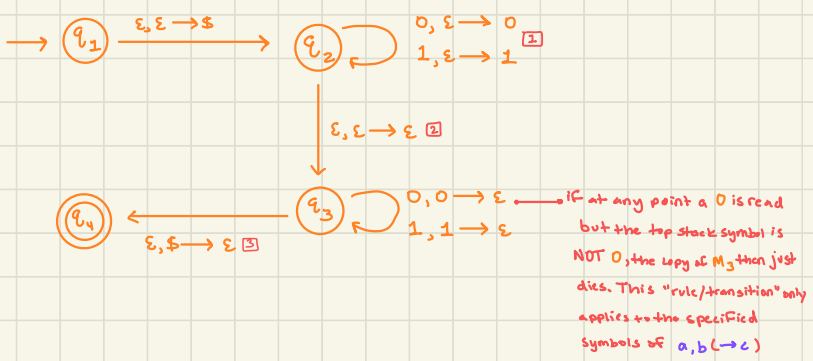 q₁
ε,ε→$
q₂
0,ε→0
1,ε→1
1
ε,ε→ε 2
q₄
ε,$→ε 3
q₃
0,0→ε
1,1→ε
if at any point a 0 is read
but the top stack symbol is
NOT 0, the copy of M₃ then just
dies. This "rule/transition" only
applies to the specified
symbols of a,b(→c)